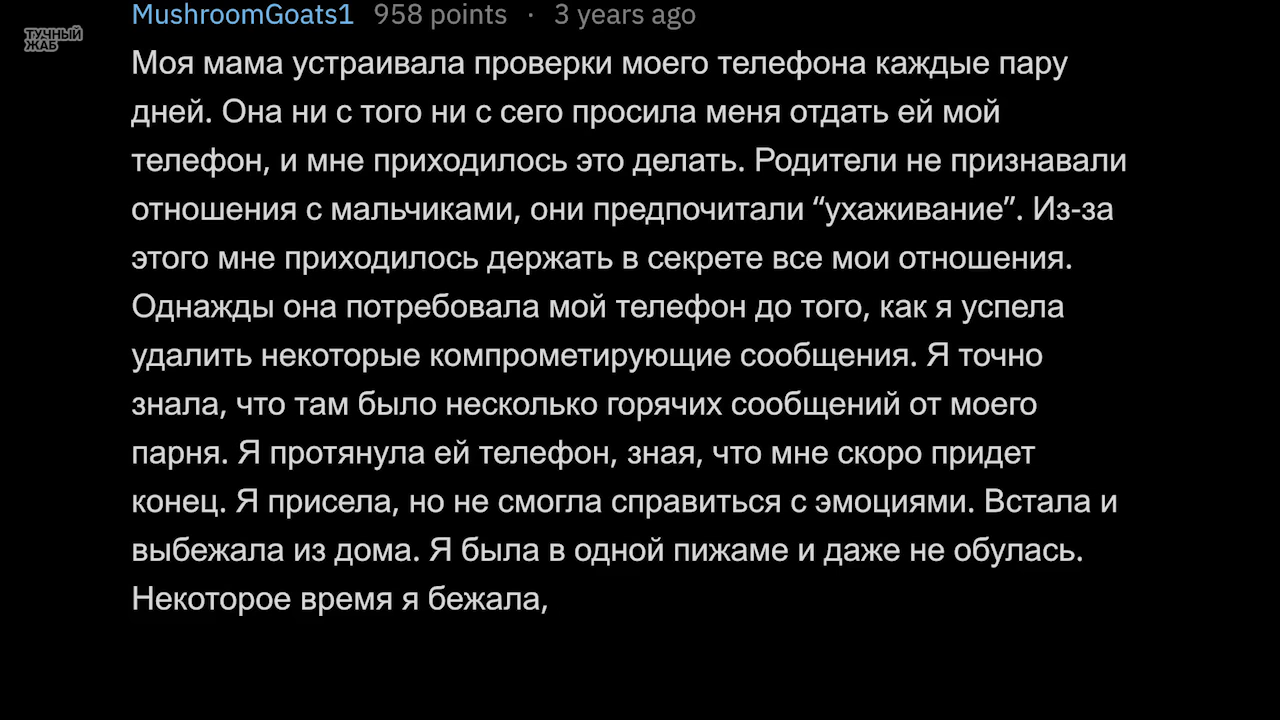 MushroomGoats1 958 points · 3 years ago
ТУЧНЫЙ
ЖАБ
Моя мама устраивала проверки моего телефона каждые пару
дней. Она ни с того ни с сего просила меня отдать ей мой
телефон, и мне приходилось это делать. Родители не признавали
отношения с мальчиками, они предпочитали “ухаживание”. Из-за
этого мне приходилось держать в секрете все мои отношения.
Однажды она потребовала мой телефон до того, как я успела
удалить некоторые компрометирующие сообщения. Я точно
знала, что там было несколько горячих сообщений от моего
парня. Я протянула ей телефон, зная, что мне скоро придет
конец. Я присела, но не смогла справиться с эмоциями. Встала и
выбежала из дома. Я была в одной пижаме и даже не обулась.
Некоторое время я бежала,